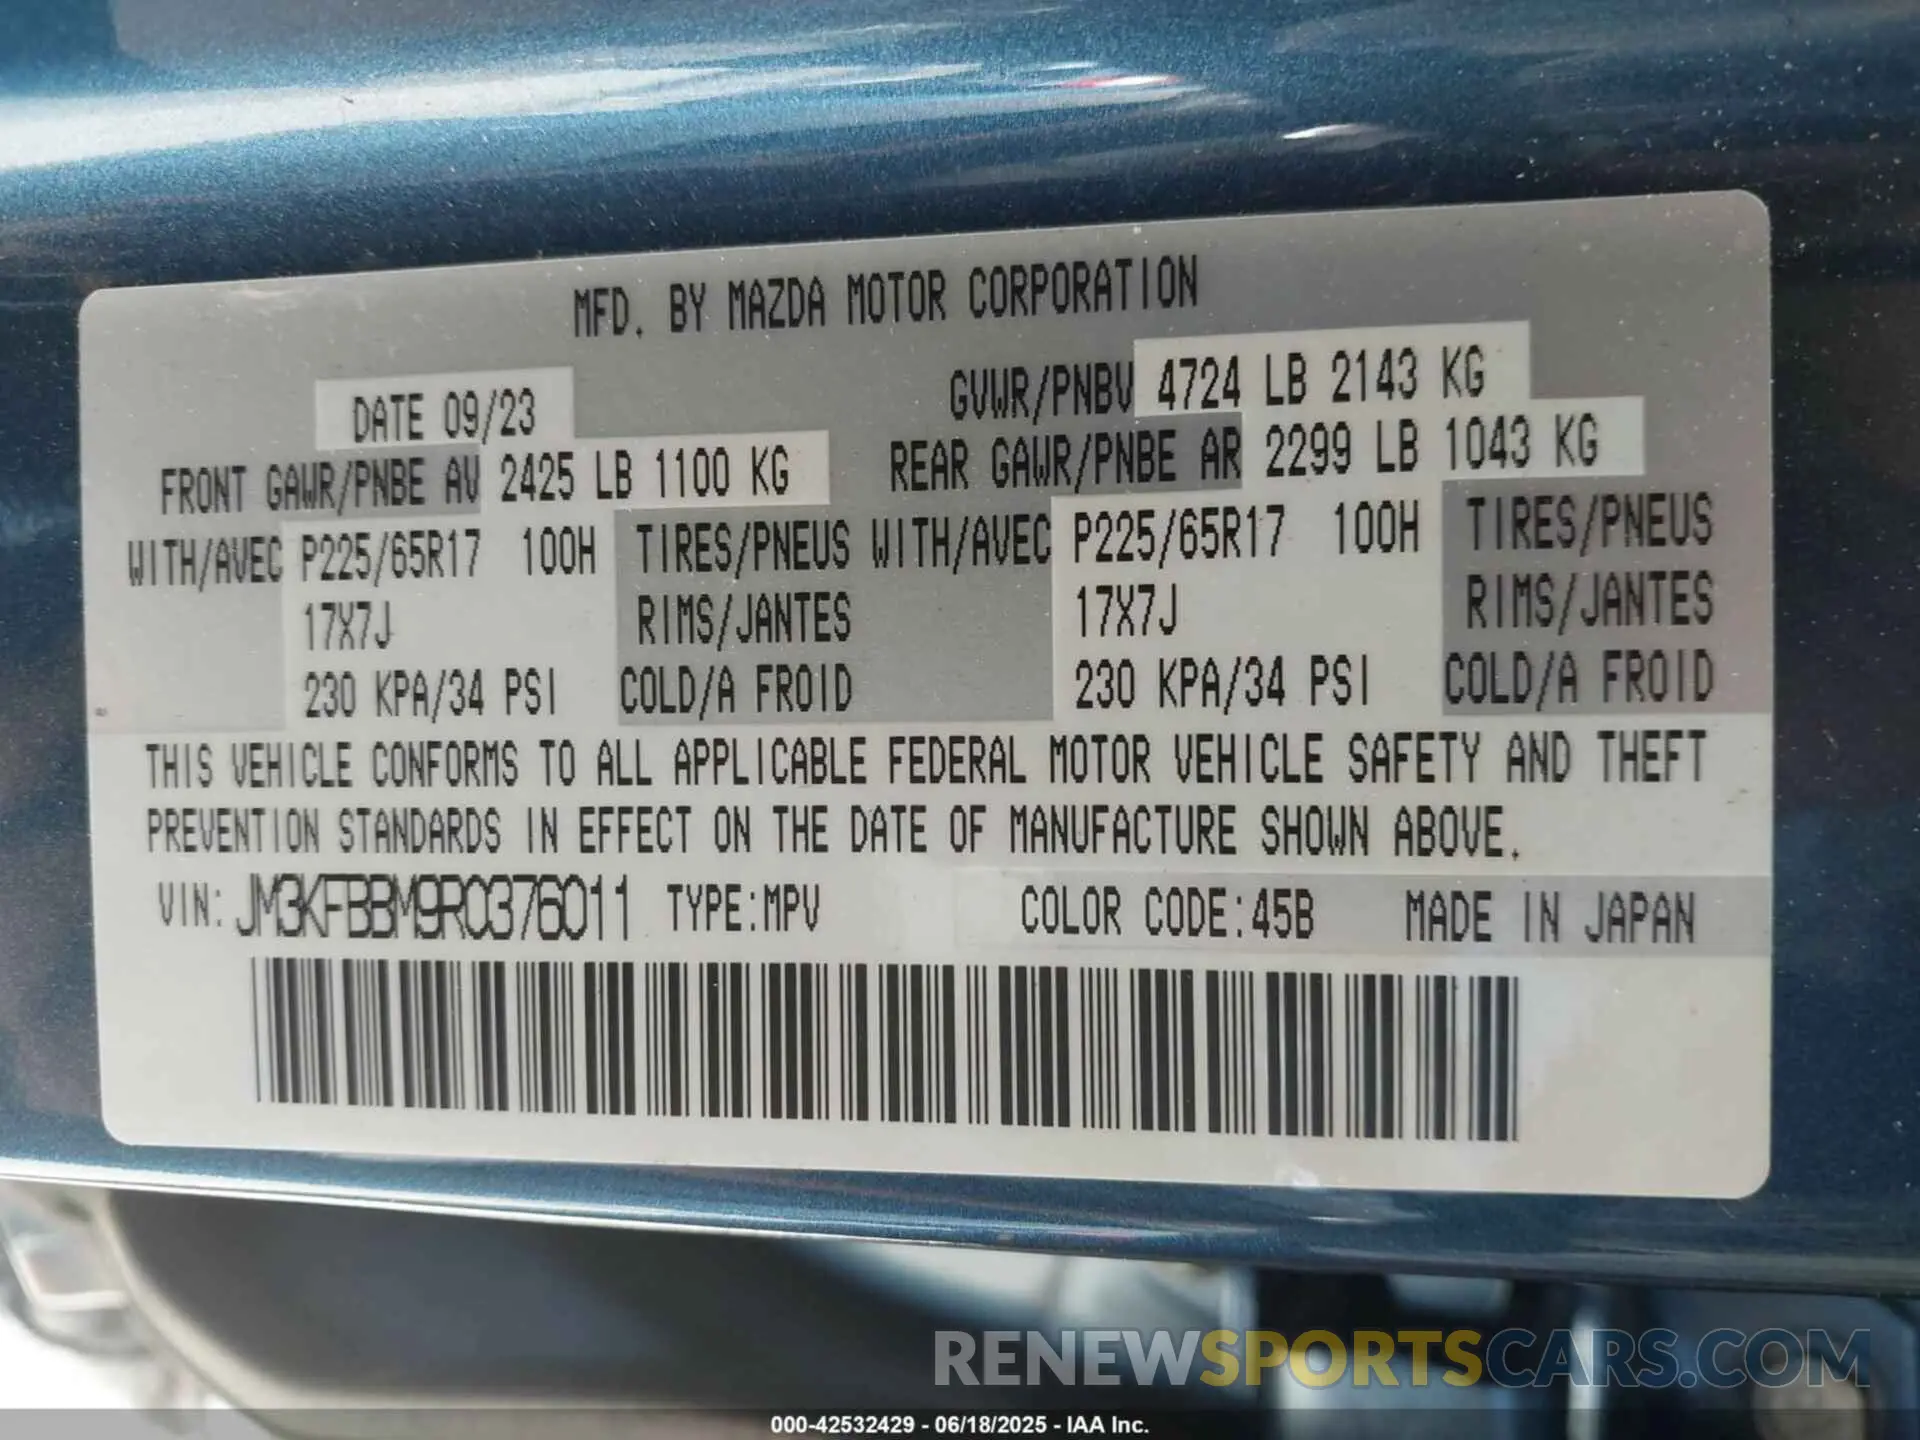 MFD. BY MAZDA MOTOR CORPORATION
DATE 09/23
GVWR/PNBV 4724 LB 2143 KG
FRONT GAWR/PNBE AV 2425 LB 1100 KG
REAR GAWR/PNBE AR 2299 LB 1043 KG
WITH/AVEC P225/65R17 100H TIRES/PNEUS WITH/AVEC P225/65R17 100H TIRES/PNEUS
17X7J RIMS/JANTES 17X7J RIMS/JANTES
230 KPA/34 PSI COLD/A FROID 230 KPA/34 PSI COLD/A FROID
THIS VEHICLE CONFORMS TO ALL APPLICABLE FEDERAL MOTOR VEHICLE SAFETY AND THEFT
PREVENTION STANDARDS IN EFFECT ON THE DATE OF MANUFACTURE SHOWN ABOVE.
VIN: JM3KFBBM9R0376011 TYPE:MPV COLOR CODE:45B MADE IN JAPAN
RENEWSPORTSCARS.COM
000-42532429 - 06/18/2025 - IAA Inc.